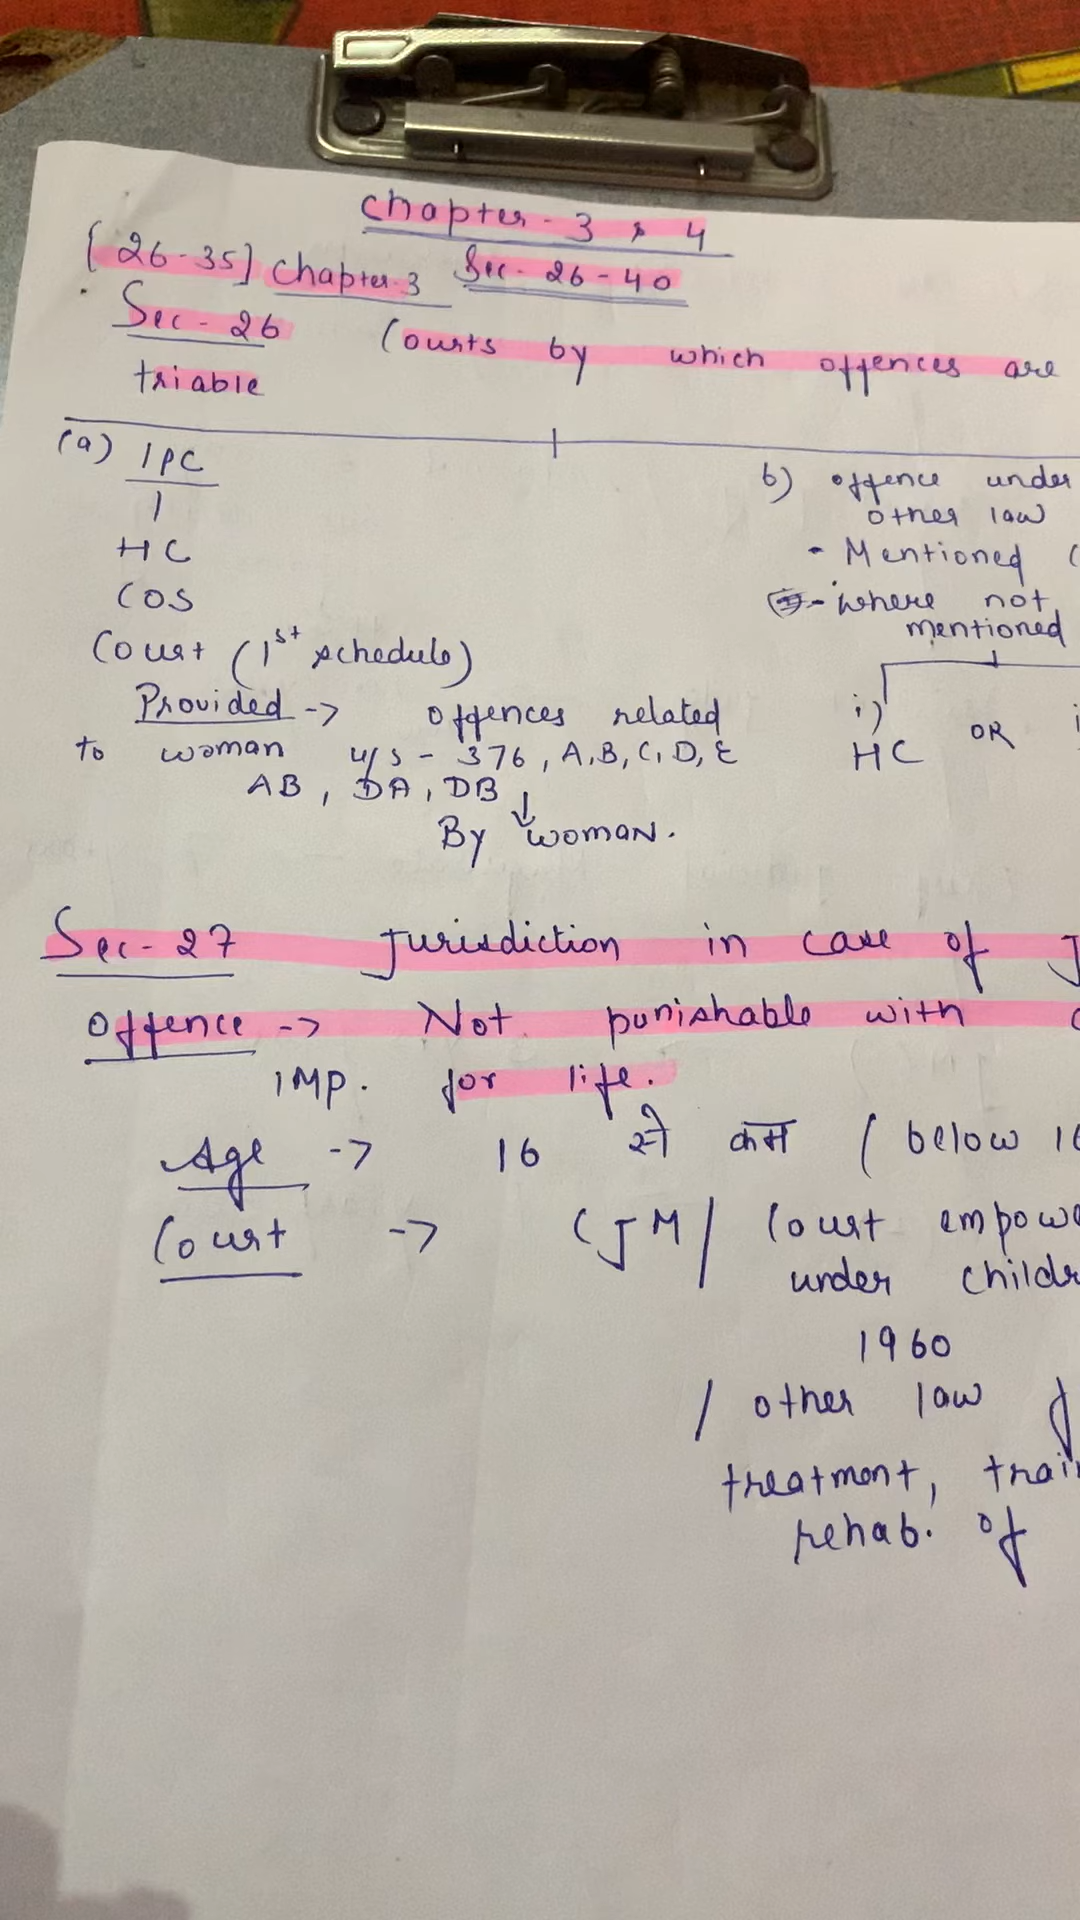 Chapter - 3 & 4
[26-35] Chapter-3 Sec - 26 - 40
Sec - 26 Courts by which offences are
triable
(a) IPC
HC
COS
Court (1st schedule)
Provided -> offences related
to woman u/s - 376, A, B, C, D, E
AB, DA, DB
By woman.
b) offence under
other law
- Mentioned (
- where not
mentioned
i) OR i
HC
Sec - 27 Jurisdiction in case of J
offence -> Not punishable with
IMP. for life.
Age -> 16 से कम (below 16
Court -> CJM/ Court empowe
under childr
1960
/ other law f
treatment, train
rehab. of